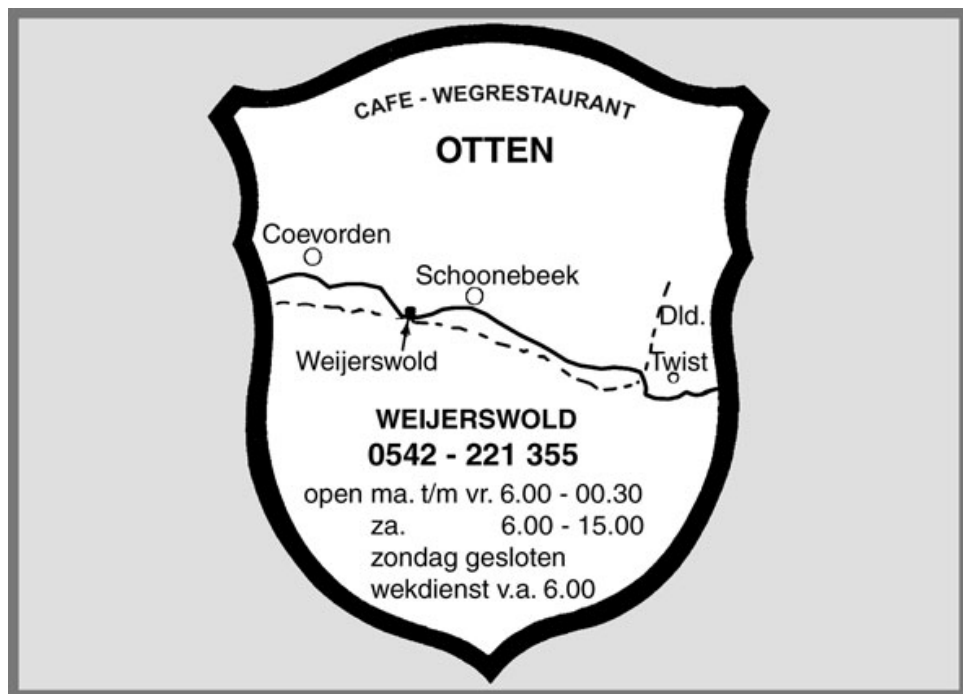 CAFE - WEGRESTAURANT
OTTEN
Coevorden
Schoonebeek
Dld.
Weijerswold
Twist
WEIJERSWOLD
0542 - 221 355
open ma. t/m vr. 6.00 - 00.30
za. 6.00 - 15.00
zondag gesloten
wekdienst v.a. 6.00